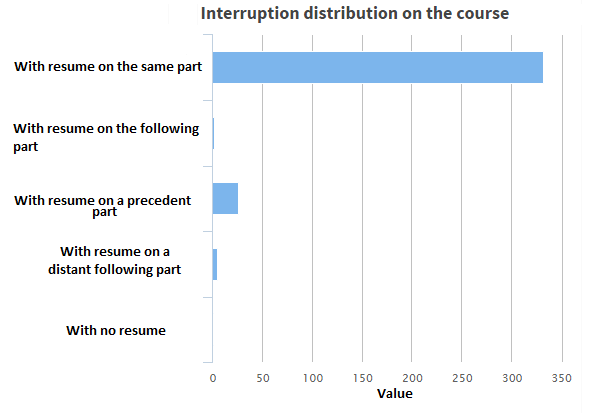 Interruption distribution on the course
With resume on the same part
With resume on the following
part
With resume on a precedent
part
With resume on a
distant following part
With no resume
0 50 100 150 200 250 300 350
Value